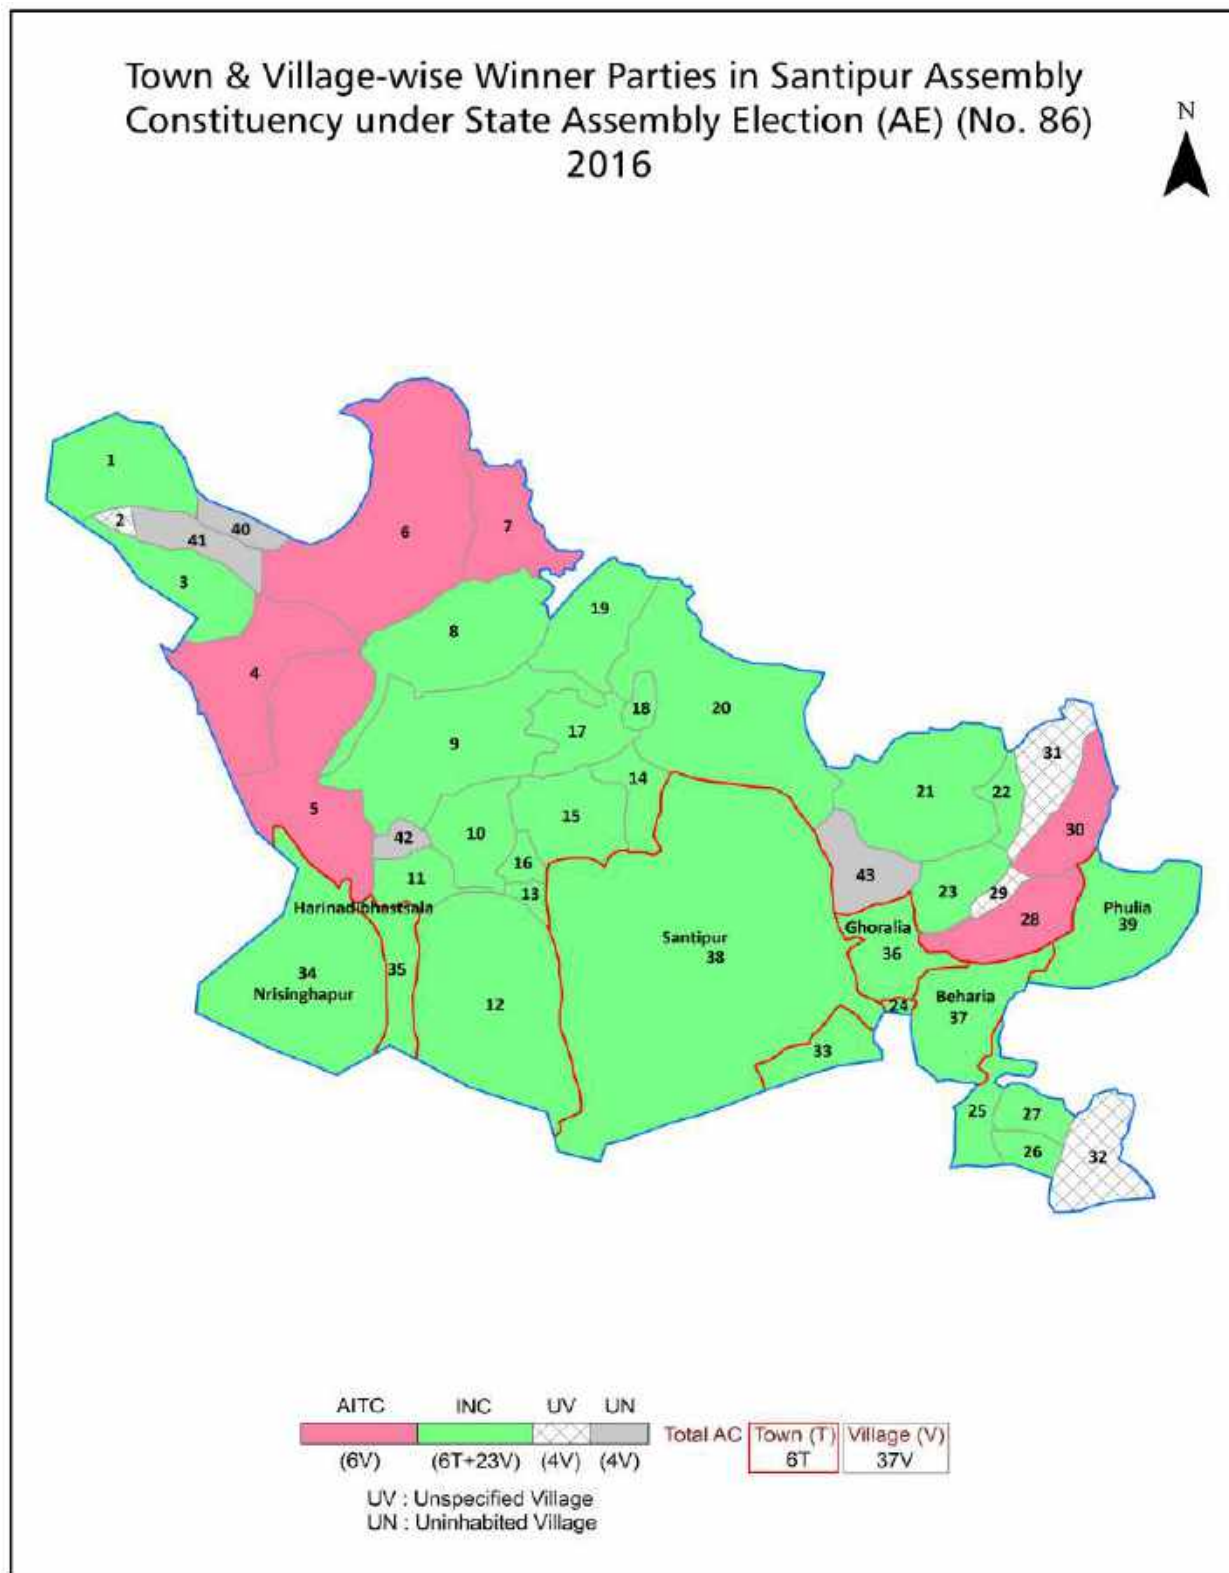 Town & Village-wise Winner Parties in Santipur Assembly
Constituency under State Assembly Election (AE) (No. 86)
2016
N
1
2
40
41
3
6
7
19
8
4
18
20
9
17
31
14
21
22
5
15
30
42
10
16
43
11
13
23
29
28
Harinadibhastsala
Ghoralia
36
Phulia
39
Santipur
38
34
Nrisinghapur
35
12
24
Beharia
37
33
25
27
26
32
AITC INC UV UN
Total AC Town (T) Village (V)
6T 37V
(6V) (6T+23V) (4V) (4V)
UV : Unspecified Village
UN : Uninhabited Village